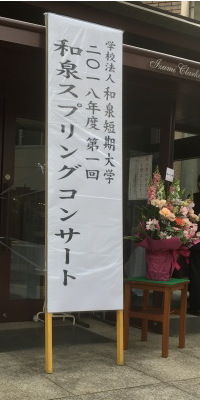 学校法人 和泉短期大学
二〇一八年度 第一回
和泉スプリングコンサート